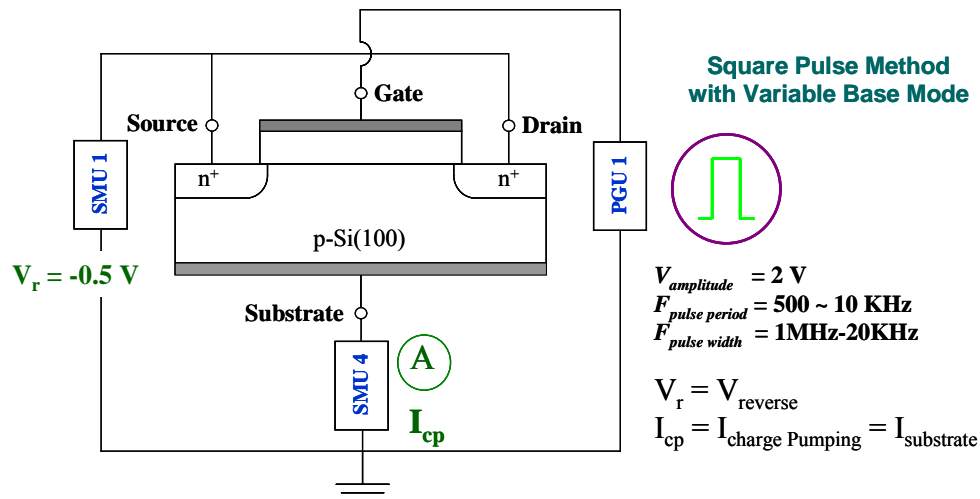 Square Pulse Method
with Variable Base Mode
Gate
Source
Drain
SMU 1
PGU 1
n+
n+
p-Si(100)
Vr = -0.5 V
Substrate
SMU 4
A
Icp
Vamplitude = 2 V
Fpulse period = 500 ~ 10 KHz
Fpulse width = 1MHz-20KHz
Vr = Vreverse
Icp = Icharge Pumping = Isubstrate